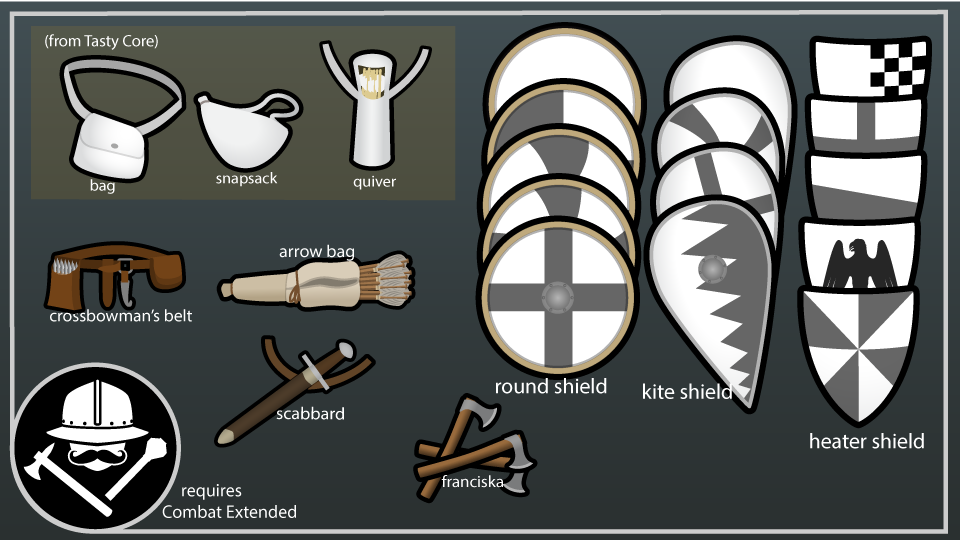 (from Tasty Core)
bag
snapsack
quiver
arrow bag
crossbowman's belt
scabbard
franciska
round shield
kite shield
heater shield
requires
Combat Extended